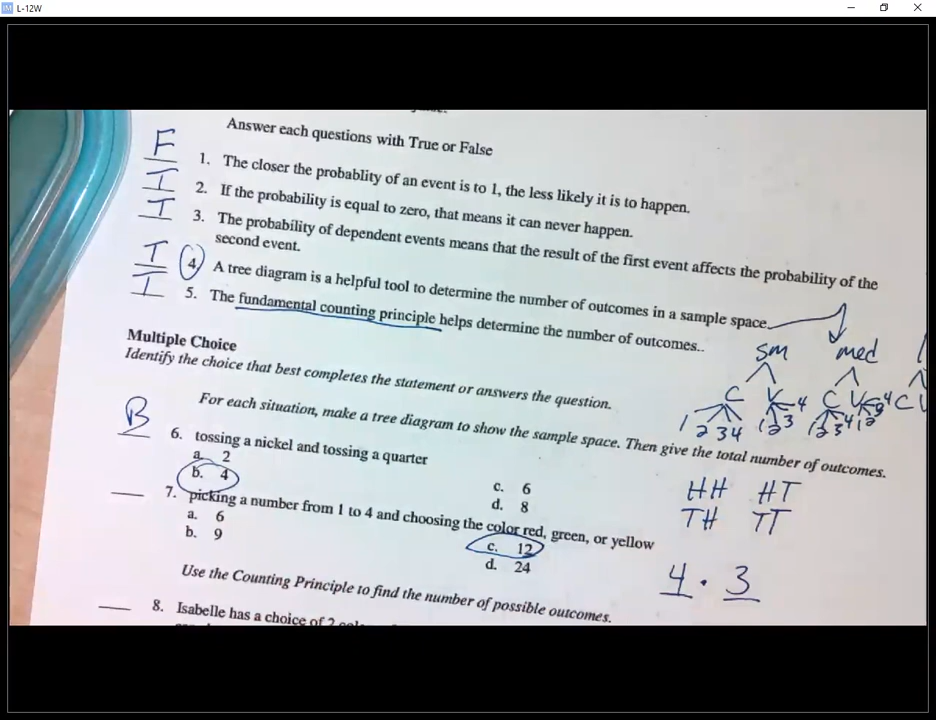 L-12W
Answer each questions with True or False
F
1. The closer the probablity of an event is to 1, the less likely it is to happen.
T
2. If the probability is equal to zero, that means it can never happen.
T
3. The probability of dependent events means that the result of the first event affects the probability of the
second event.
T
4. A tree diagram is a helpful tool to determine the number of outcomes in a sample space.
T
5. The fundamental counting principle helps determine the number of outcomes..
sm med
C V C V C V
1 2 3 4 1 2 3 4 1 2 3 4 1 2 3 4
Multiple Choice
Identify the choice that best completes the statement or answers the question.
For each situation, make a tree diagram to show the sample space. Then give the total number of outcomes.
B
6. tossing a nickel and tossing a quarter
a. 2
b. 4
c. 6
d. 8
HH HT
TH TT
7. picking a number from 1 to 4 and choosing the color red, green, or yellow
a. 6
b. 9
c. 12
d. 24
4 · 3
Use the Counting Principle to find the number of possible outcomes.
8. Isabelle has a choice of 2